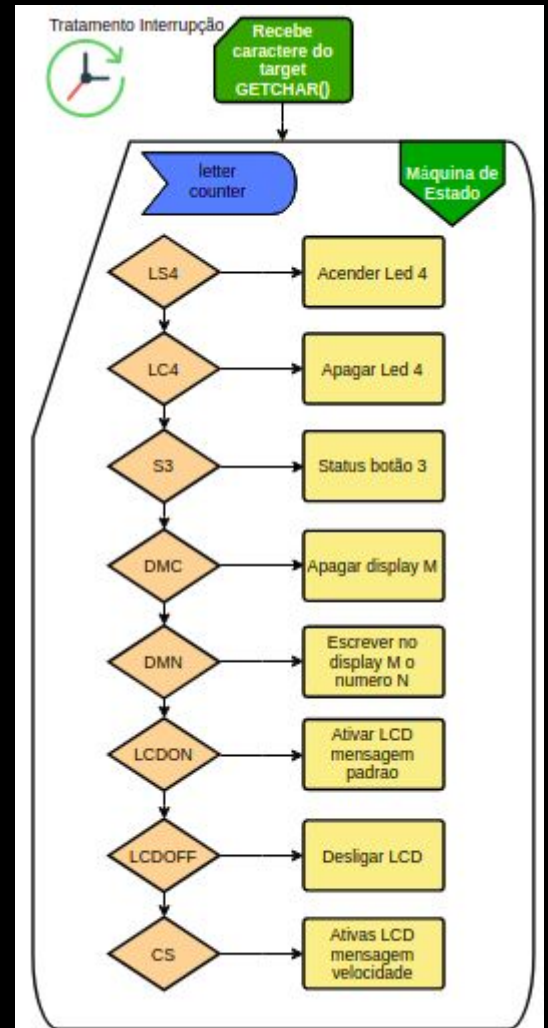 Tratamento Interrupção
Recebe
caractere do
target
GETCHAR()
letter
counter
Máquina de
Estado
LS4
Acender Led 4
LC4
Apagar Led 4
S3
Status botão 3
DMC
Apagar display M
DMN
Escrever no
display M o
numero N
LCDON
Ativar LCD
mensagem
padrao
LCDOFF
Desligar LCD
CS
Ativas LCD
mensagem
velocidade